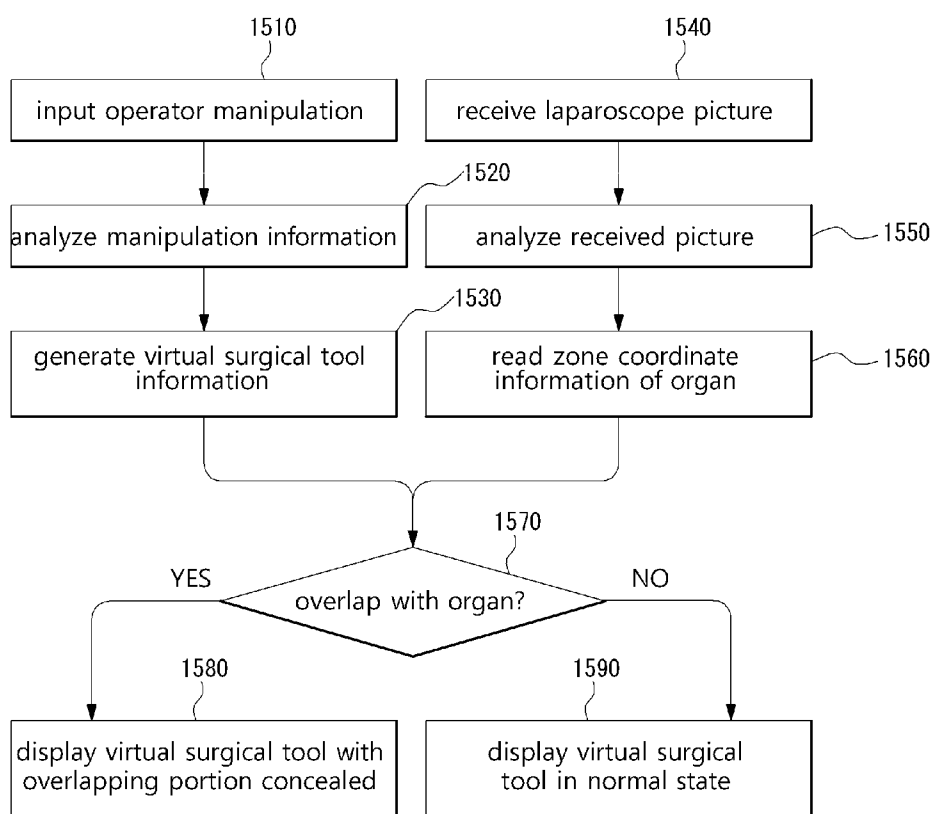 1510
1540
input operator manipulation
receive laparoscope picture
1520
analyze manipulation information
analyze received picture
1550
1530
generate virtual surgical tool
information
read zone coordinate
information of organ
1560
1570
YES
NO
overlap with organ?
1580
1590
display virtual surgical tool with
overlapping portion concealed
display virtual surgical
tool in normal state